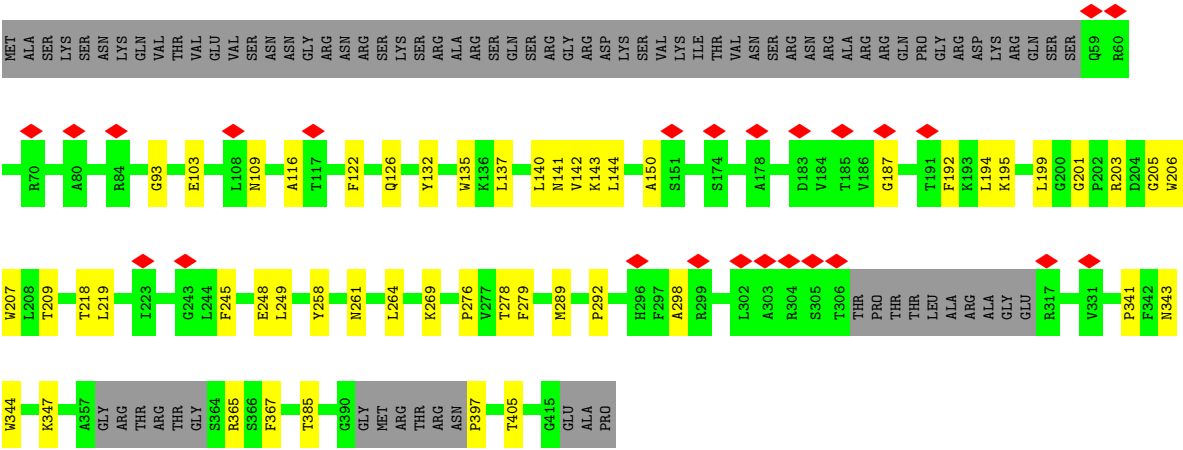 MET ALA SER LYS SER ASN LYS GLN VAL THR VAL GLU VAL SER ASN ASN GLY ARG ASN ARG SER LYS SER ARG ALA ARG SER GLN SER ARG GLY ARG ASP LYS SER VAL LYS ILE THR VAL ASN SER ARG ASN ARG ALA ARG ARG GLN PRO GLY ARG ASP LYS ARG GLN SER SER Q59 R60
R70 A80 R84 G93 E103 L108 N109 A116 T117 F122 Q126 Y132 W135 K136 L137 L140 N141 V142 K143 L144 A150 S151 S174 A178 D183 V184 T185 V186 G187 T191 F192 K193 L194 K195 L199 G200 G201 P202 R203 D204 G205 W206
W207 L208 T209 T218 L219 I223 G243 L244 F245 E248 L249 Y258 N261 L264 K269 P276 V277 T278 F279 M289 P292 H296 F297 A298 R299 L302 A303 R304 S305 T306 THR PRO THR THR LEU ALA ARG ALA GLY GLU R317 V331 P341 F342 N343
W344 K347 A357 GLY ARG THR ARG THR GLY S364 R365 S366 F367 T385 G390 GLY MET ARG THR ARG ASN P397 T405 G415 GLU ALA PRO